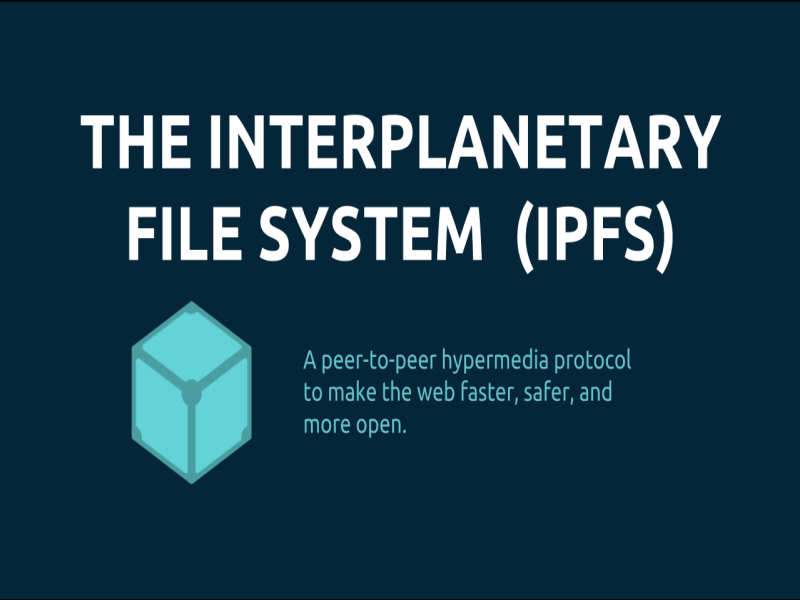 THE INTERPLANETARY
FILE SYSTEM (IPFS)
A peer-to-peer hypermedia protocol
to make the web faster, safer, and
more open.